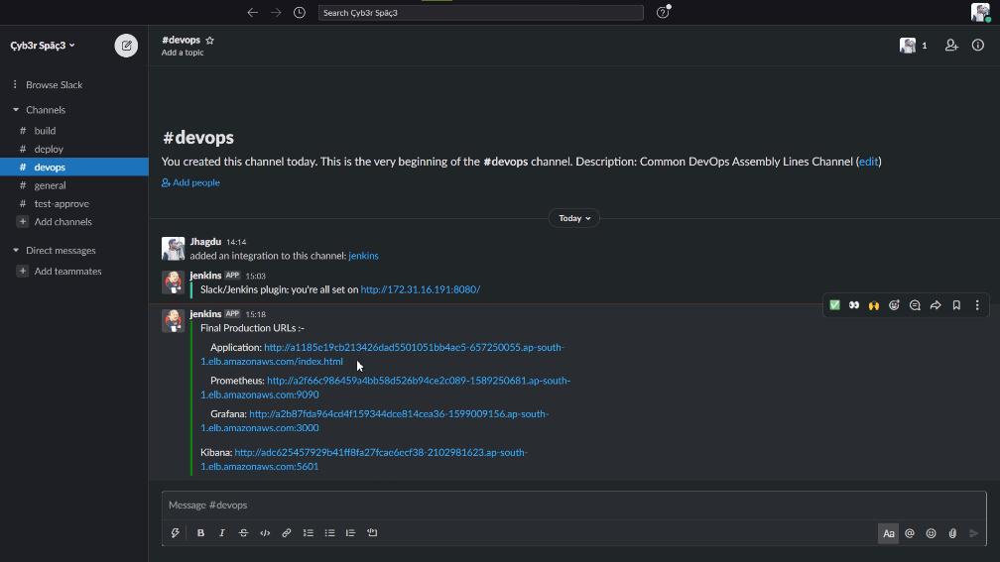 Search Çyb3r Spãç3
Çyb3r Spãç3
#devops
Add a topic
1
Browse Slack
Channels
# build
# deploy
# devops
# general
# test-approve
+ Add channels
Direct messages
+ Add teammates
#devops
You created this channel today. This is the very beginning of the #devops channel. Description: Common DevOps Assembly Lines Channel (edit)
Add people
Today
Jhagdu 14:14
added an integration to this channel: jenkins
jenkins APP 15:03
Slack/Jenkins plugin: you're all set on http://172.31.16.191:8080/
jenkins APP 15:18
Final Production URLs :-
Application: http://a1185e19cb213426dad5501051bb4ae5-657250055.ap-south-
1.elb.amazonaws.com/index.html
Prometheus: http://a2f66c986459a4bb58d526b94ce2c089-1589250681.ap-south-
1.elb.amazonaws.com:9090
Grafana: http://a2b87fda964cd4f159344dce814cea36-1599009156.ap-south-
1.elb.amazonaws.com:3000
Kibana: http://adc625457929b41ff8fa27fcae6ecf38-2102981623.ap-south-
1.elb.amazonaws.com:5601
Message #devops
B I S Aa @